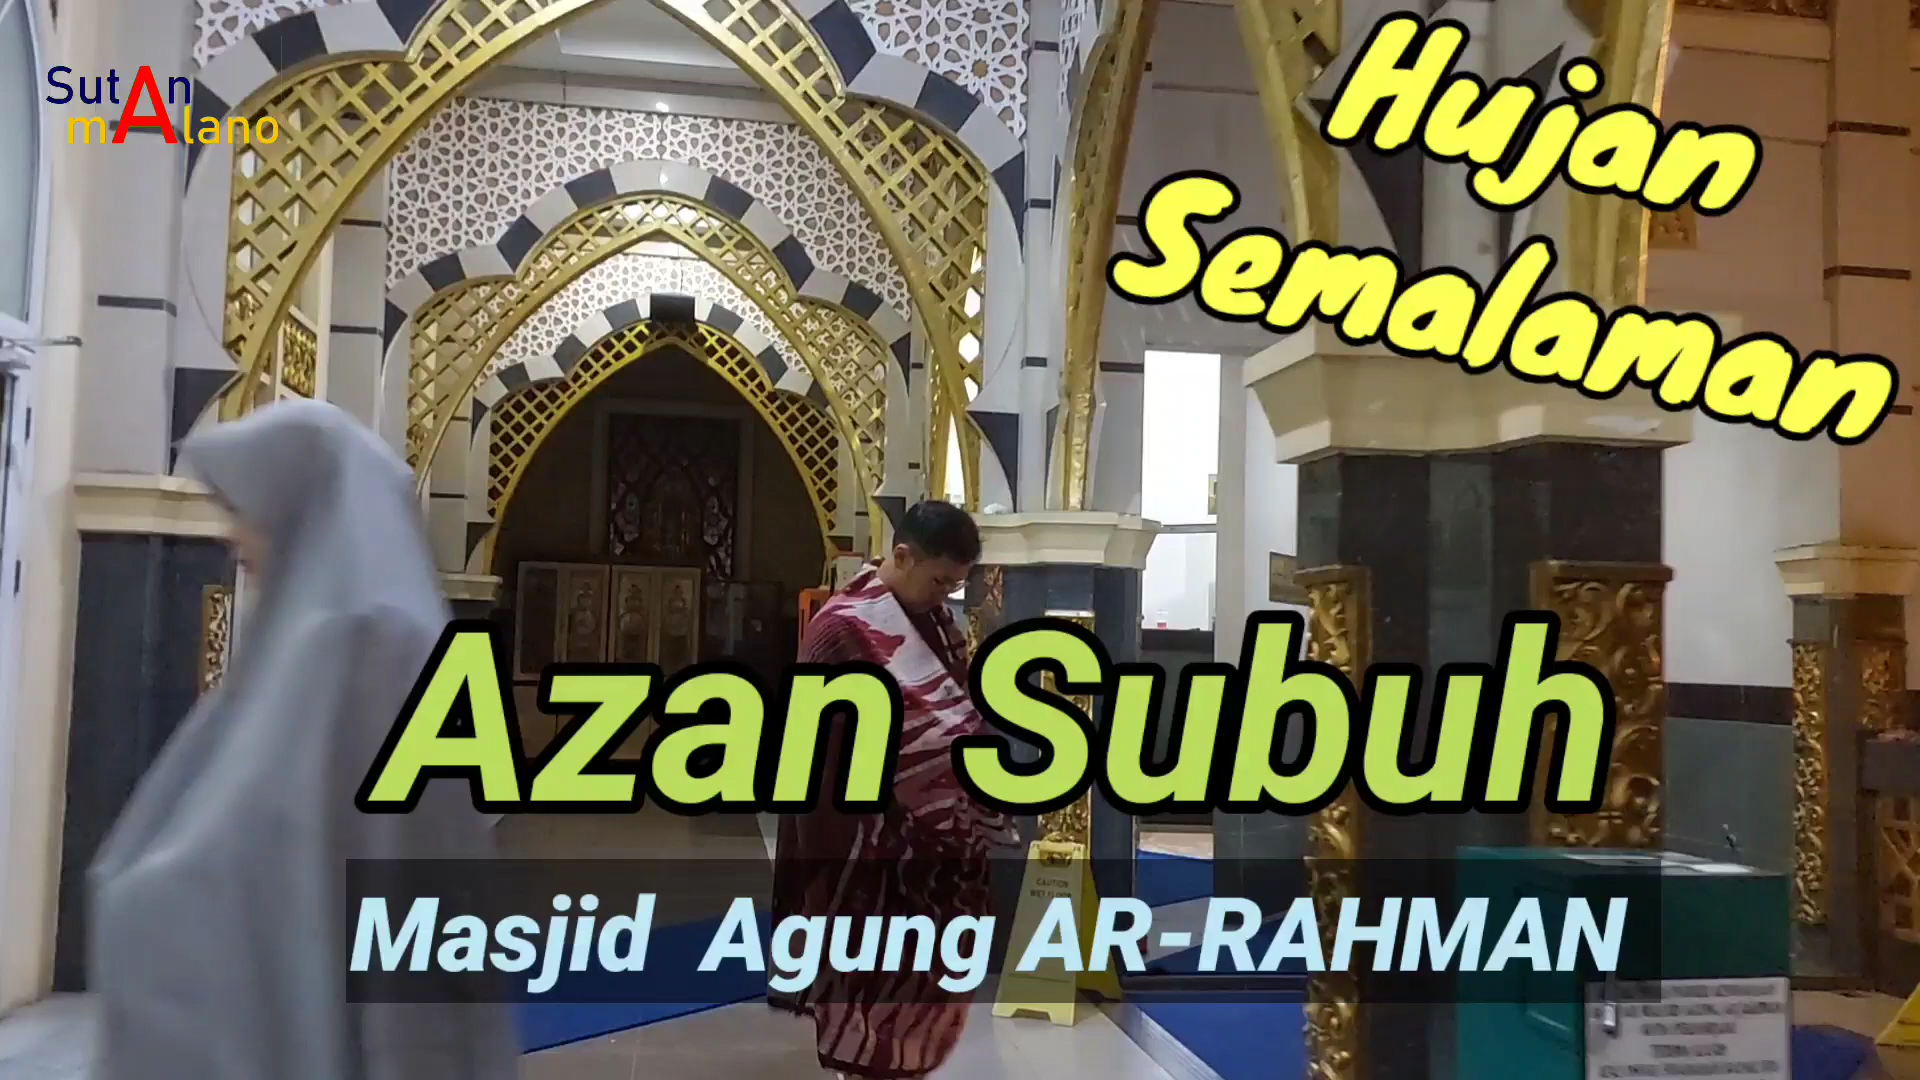 SutAn
mAlano
Hujan
Semalaman
Azan Subuh
CAUTION
WET FLOOR
Masjid Agung AR-RAHMAN